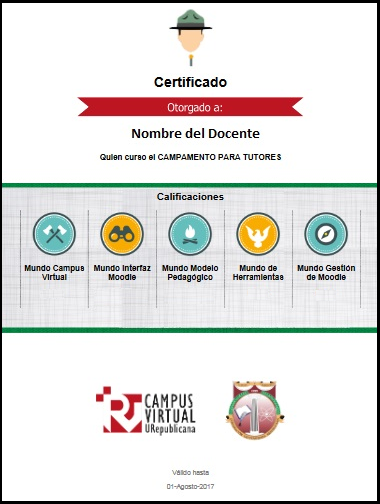 Certificado
Otorgado a:
Nombre del Docente
Quien curso el CAMPAMENTO PARA TUTORES
Calificaciones
Mundo Campus
Virtual
Mundo Interfaz
Moodle
Mundo Modelo
Pedagógico
Mundo de
Herramientas
Mundo Gestión
de Moodle
CAMPUS
VIRTUAL
URepublicana
Válido hasta
01-Agosto-2017